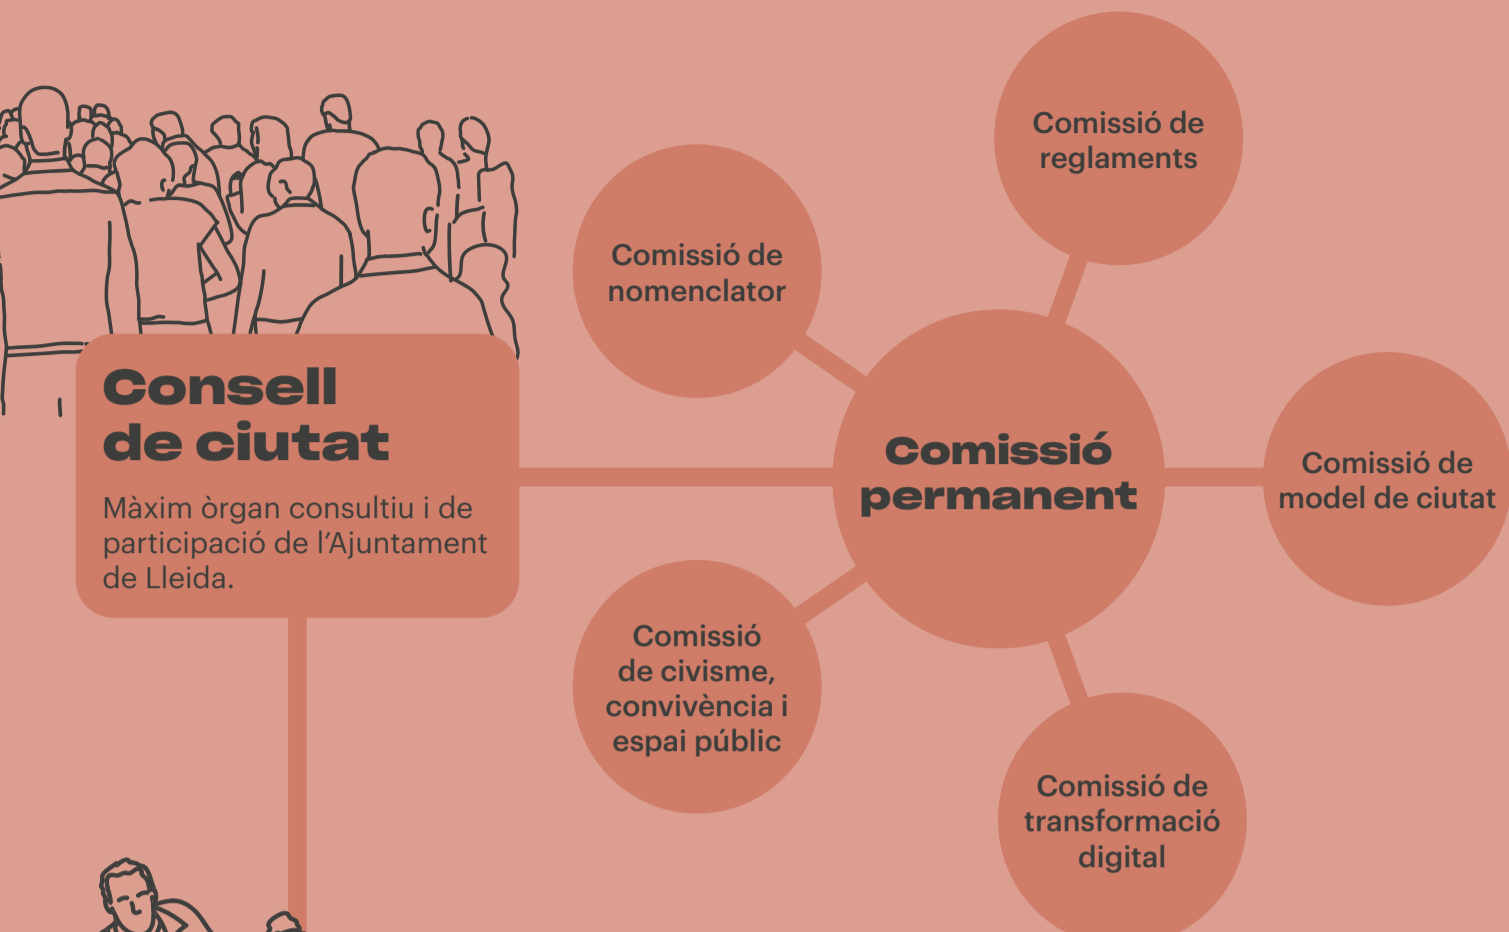 Consell
de ciutat
Màxim òrgan consultiu i de
participació de l’Ajuntament
de Lleida.
Comissió
permanent
Comissió de
nomenclator
Comissió de
reglaments
Comissió de
model de ciutat
Comissió de
transformació
digital
Comissió
de civisme,
convivència i
espai públic